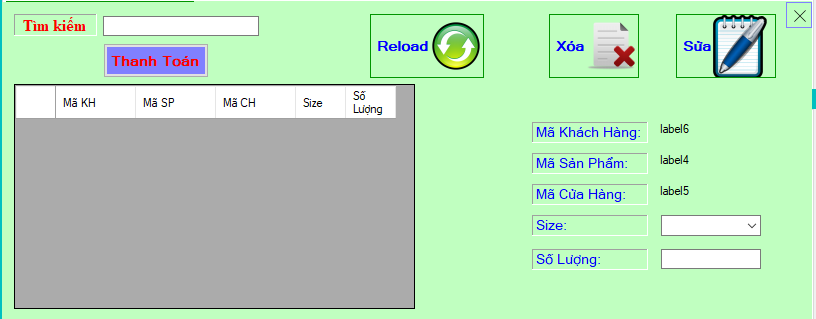 Tìm kiếm
Thanh Toán
Reload
Xóa
Sửa
Mã KH
Mã SP
Mã CH
Size
Số
Lượng
Mã Khách Hàng:
label6
Mã Sản Phẩm:
label4
Mã Cửa Hàng:
label5
Size:
Số Lượng: